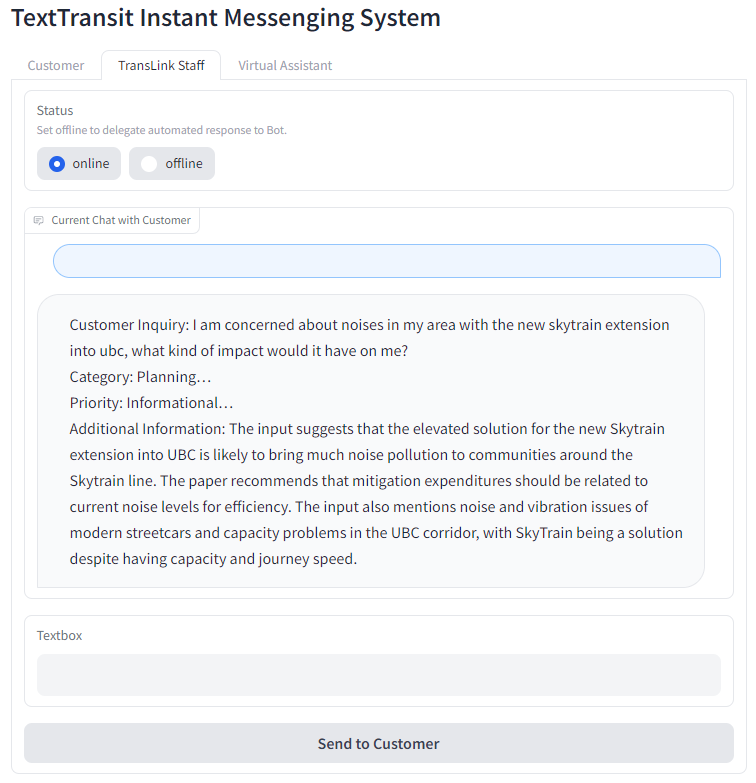 TextTransit Instant Messenging System
Customer
TransLink Staff
Virtual Assistant
Status
Set offline to delegate automated response to Bot.
online
offline
Current Chat with Customer
Customer Inquiry: I am concerned about noises in my area with the new skytrain extension
into ubc, what kind of impact would it have on me?
Category: Planning…
Priority: Informational…
Additional Information: The input suggests that the elevated solution for the new Skytrain
extension into UBC is likely to bring much noise pollution to communities around the
Skytrain line. The paper recommends that mitigation expenditures should be related to
current noise levels for efficiency. The input also mentions noise and vibration issues of
modern streetcars and capacity problems in the UBC corridor, with SkyTrain being a solution
despite having capacity and journey speed.
Textbox
Send to Customer